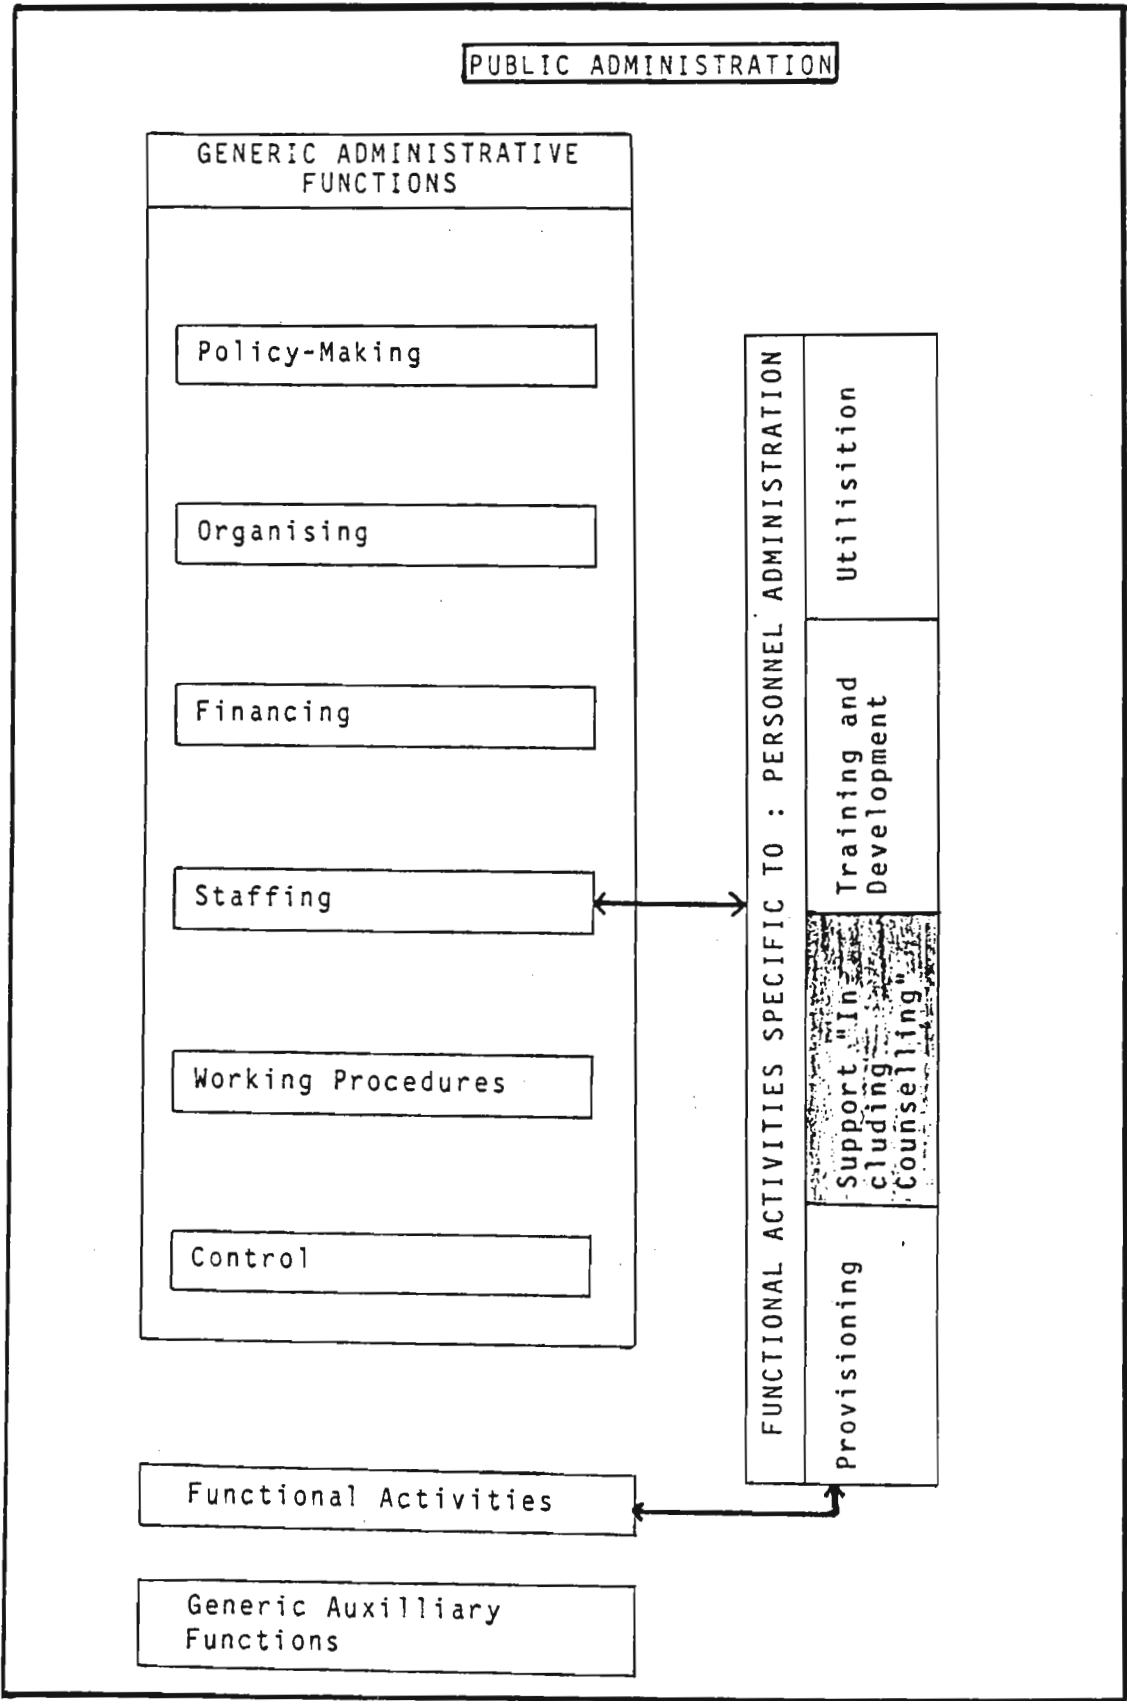 PUBLIC ADMINISTRATION
GENERIC ADMINISTRATIVE
FUNCTIONS
Policy-Making
Organising
Financing
Staffing
Working Procedures
Control
Functional Activities
Generic Auxilliary
Functions
FUNCTIONAL ACTIVITIES SPECIFIC TO : PERSONNEL ADMINISTRATION
Provisioning
Support "In
cluding
Counselling"
Training and
Development
Utilisition